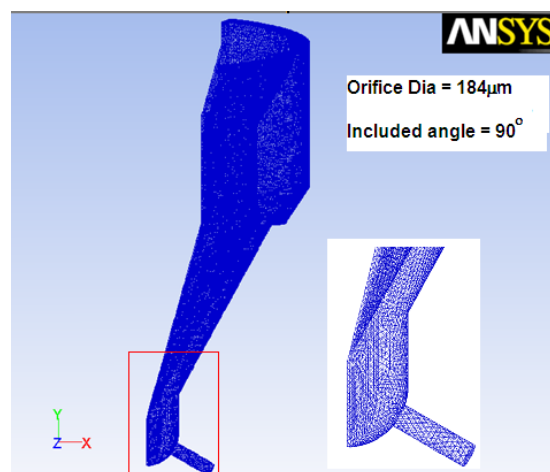 ANSYS
Orifice Dia = 184μm
Included angle = 90°
Y
Z X